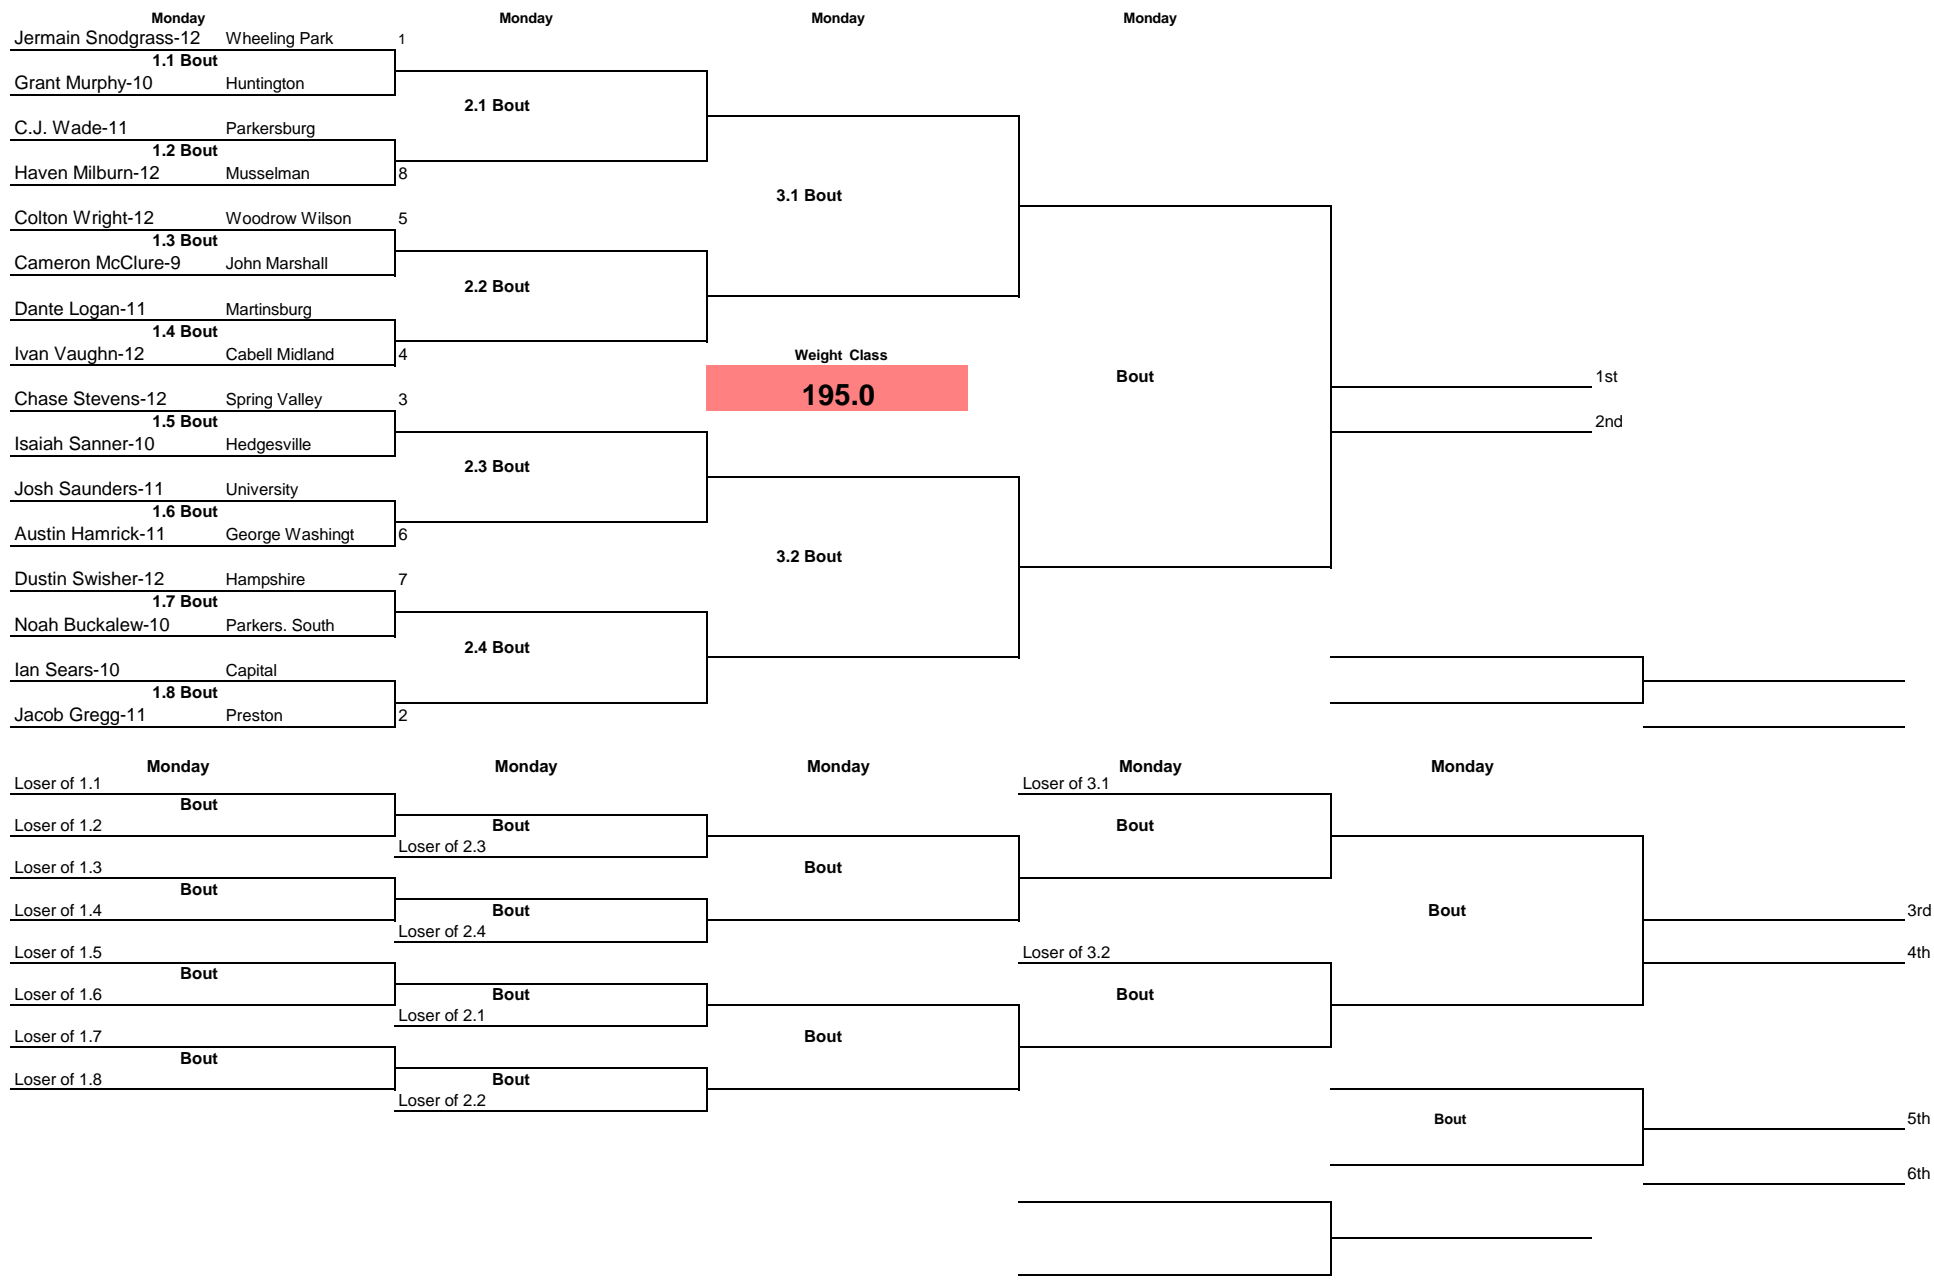 Monday Monday Monday Monday
Jermain Snodgrass-12 Wheeling Park 1
1.1 Bout
Grant Murphy-10 Huntington
2.1 Bout
C.J. Wade-11 Parkersburg
1.2 Bout
Haven Milburn-12 Musselman 8
3.1 Bout
Colton Wright-12 Woodrow Wilson 5
1.3 Bout
Cameron McClure-9 John Marshall
2.2 Bout
Dante Logan-11 Martinsburg
1.4 Bout
Ivan Vaughn-12 Cabell Midland 4
Weight Class
Bout
1st
195.0
Chase Stevens-12 Spring Valley 3
1.5 Bout
2nd
Isaiah Sanner-10 Hedgesville
2.3 Bout
Josh Saunders-11 University
1.6 Bout
Austin Hamrick-11 George Washingt 6
3.2 Bout
Dustin Swisher-12 Hampshire 7
1.7 Bout
Noah Buckalew-10 Parkers. South
2.4 Bout
Ian Sears-10 Capital
1.8 Bout
Jacob Gregg-11 Preston 2
Monday Monday Monday Monday Monday
Loser of 1.1 Loser of 3.1
Bout
Loser of 1.2 Bout Bout
Loser of 2.3
Loser of 1.3 Bout
Bout
Loser of 1.4 Bout Bout 3rd
Loser of 2.4
Loser of 1.5 Loser of 3.2 4th
Bout
Loser of 1.6 Bout Bout
Loser of 2.1
Loser of 1.7 Bout
Bout
Loser of 1.8 Bout
Loser of 2.2
Bout 5th
6th